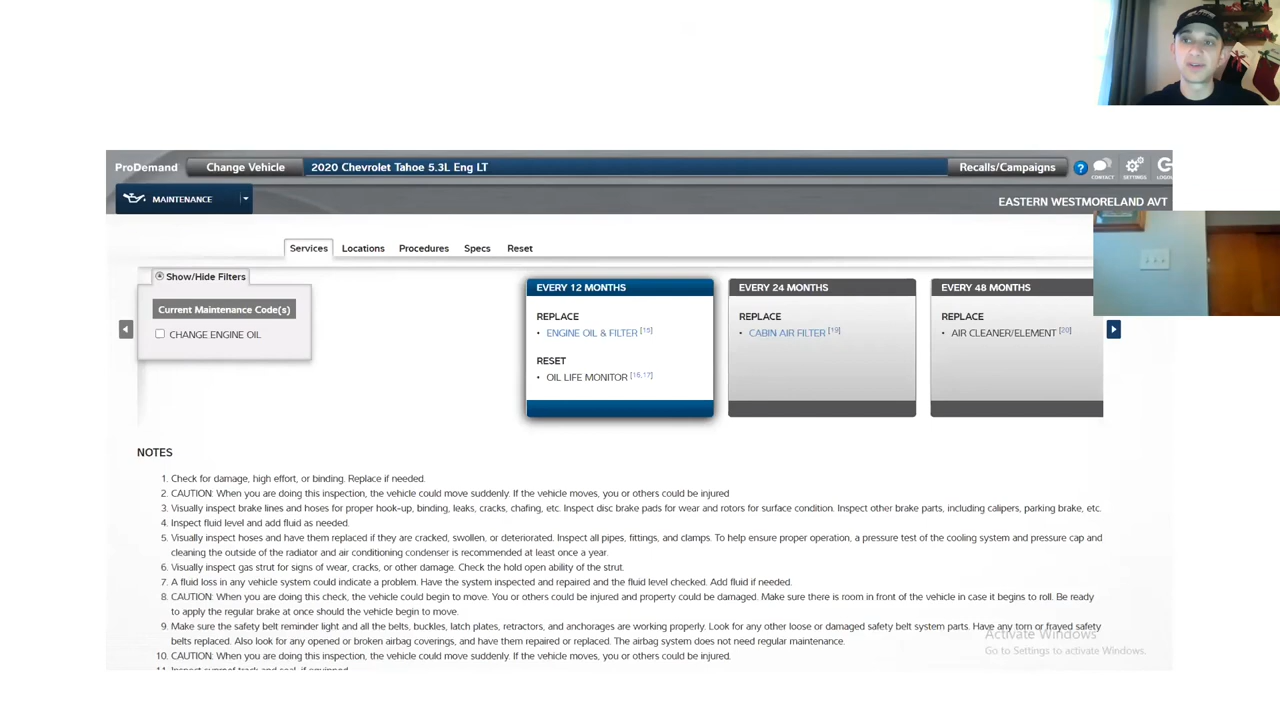 ProDemand Change Vehicle 2020 Chevrolet Tahoe 5.3L Eng LT Recalls/Campaigns ? CONTACT SETTINGS
MAINTENANCE EASTERN WESTMORELAND AVT
Services Locations Procedures Specs Reset
Show/Hide Filters
Current Maintenance Code(s)
CHANGE ENGINE OIL
EVERY 12 MONTHS
REPLACE
• ENGINE OIL & FILTER [15]
RESET
• OIL LIFE MONITOR [16,17]
EVERY 24 MONTHS
REPLACE
• CABIN AIR FILTER [19]
EVERY 48 MONTHS
REPLACE
• AIR CLEANER/ELEMENT [20]
NOTES
1. Check for damage, high effort, or binding. Replace if needed.
2. CAUTION: When you are doing this inspection, the vehicle could move suddenly. If the vehicle moves, you or others could be injured
3. Visually inspect brake lines and hoses for proper hook-up, binding, leaks, cracks, chafing, etc. Inspect disc brake pads for wear and rotors for surface condition. Inspect other brake parts, including calipers, parking brake, etc.
4. Inspect fluid level and add fluid as needed.
5. Visually inspect hoses and have them replaced if they are cracked, swollen, or deteriorated. Inspect all pipes, fittings, and clamps. To help ensure proper operation, a pressure test of the cooling system and pressure cap and
cleaning the outside of the radiator and air conditioning condenser is recommended at least once a year.
6. Visually inspect gas strut for signs of wear, cracks, or other damage. Check the hold open ability of the strut.
7. A fluid loss in any vehicle system could indicate a problem. Have the system inspected and repaired and the fluid level checked. Add fluid if needed.
8. CAUTION: When you are doing this check, the vehicle could begin to move. You or others could be injured and property could be damaged. Make sure there is room in front of the vehicle in case it begins to roll. Be ready
to apply the regular brake at once should the vehicle begin to move.
9. Make sure the safety belt reminder light and all the belts, buckles, latch plates, retractors, and anchorages are working properly. Look for any other loose or damaged safety belt system parts. Have any torn or frayed safety
belts replaced. Also look for any opened or broken airbag coverings, and have them repaired or replaced. The airbag system does not need regular maintenance.
10. CAUTION: When you are doing this inspection, the vehicle could move suddenly. If the vehicle moves, you or others could be injured.
Activate Windows
Go to Settings to activate Windows.